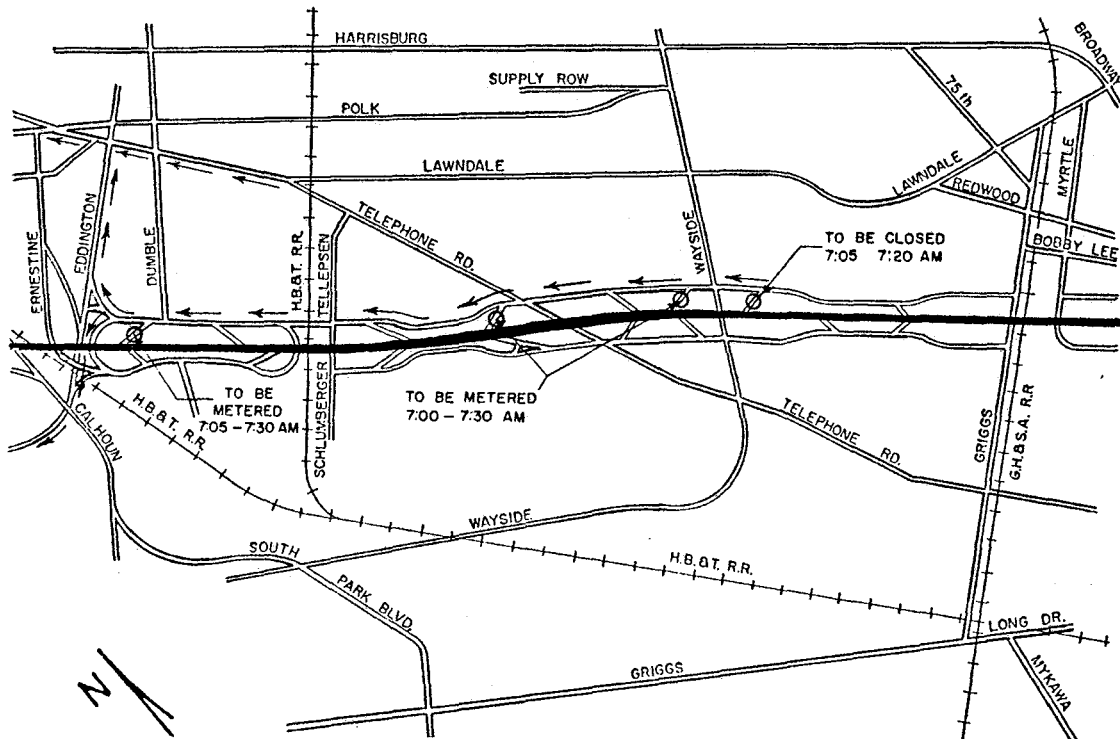 HARRISBURG
BROADWAY
SUPPLY ROW
75 th
POLK
LAWNDALE
LAWNDALE
REDWOOD
MYRTLE
BOBBY LEE
ERNESTINE
EDDINGTON
DUMBLE
H.B.&T. R.R.
TELLEPSEN
TELEPHONE
RD.
WAYSIDE
TO BE CLOSED
7:05 7:20 AM
TO BE
METERED
7:05 - 7:30 AM
TO BE METERED
7:00 - 7:30 AM
CALHOUN
H.B.&T. R.R.
SCHLUMBERGER
TELEPHONE
RD.
GRIGGS
G.H.&S.A. R.R
WAYSIDE
SOUTH
PARK BLVD.
H.B.&T. R.R.
LONG DR.
GRIGGS
MYKAWA
N